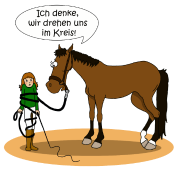 Ich denke,
wir drehen uns
im Kreis!